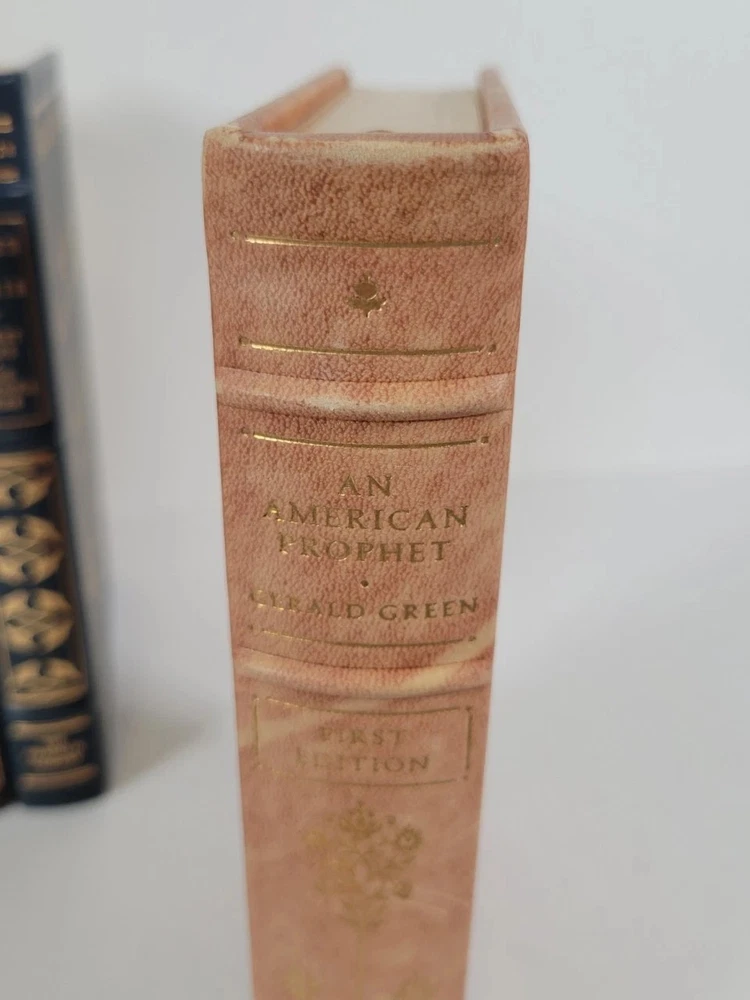 AN
AMERICAN
PROPHET
GERALD GREEN
FIRST
EDITION